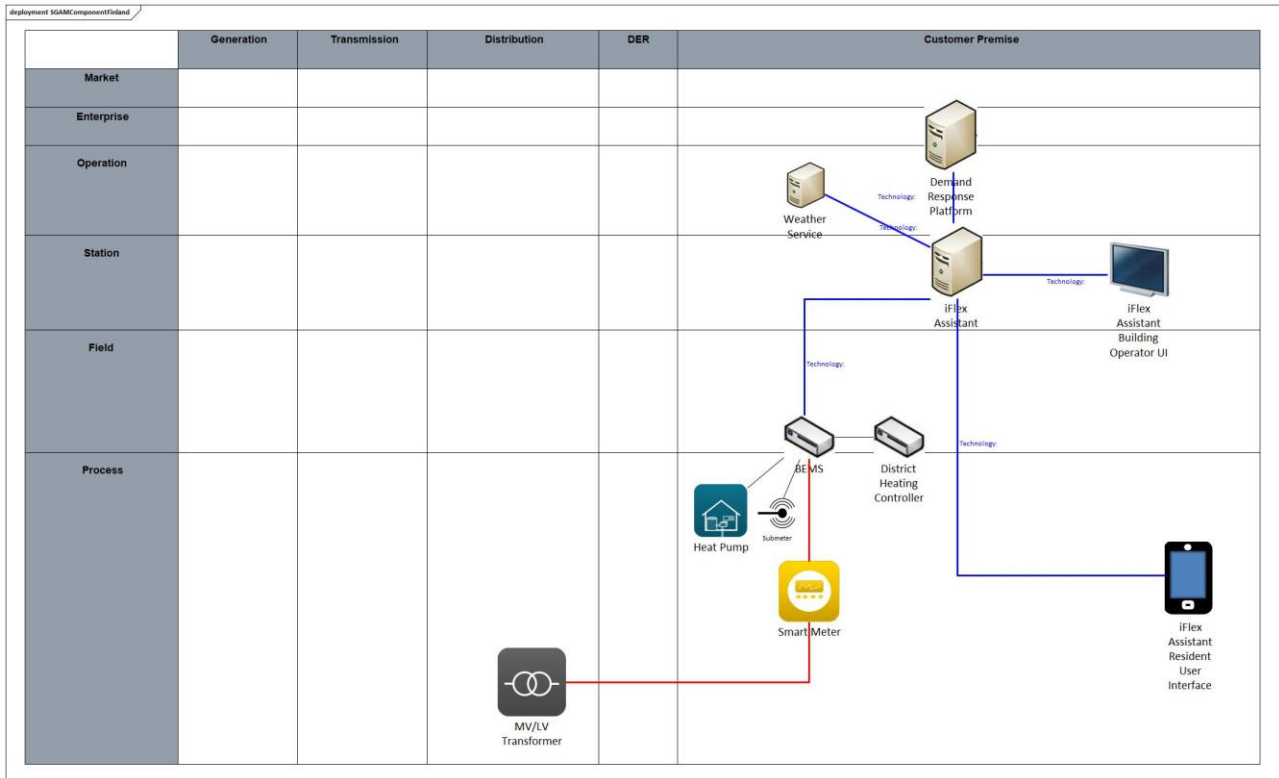 deployment SGAMComponentFinland
Generation
Transmission
Distribution
DER
Customer Premise
Market
Enterprise
Operation
Demand
Response
Platform
Technology:
Weather
Service
Technology:
Station
Technology:
iFlex
Assistant
iFlex
Assistant
Building
Operator UI
Field
Technology:
Technology:
Process
BEMS
District
Heating
Controller
Heat Pump
Submeter
Smart Meter
iFlex
Assistant
Resident
User
Interface
MV/LV
Transformer